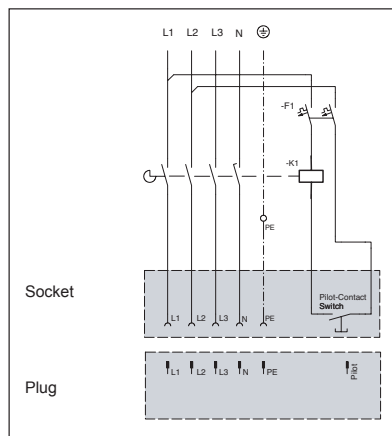 L1 L2 L3 N
-F1
-K1
PE
Socket
Pilot-Contact
Switch
L1 L2 L3 N PE
Plug
L1 L2 L3 N PE Pilot